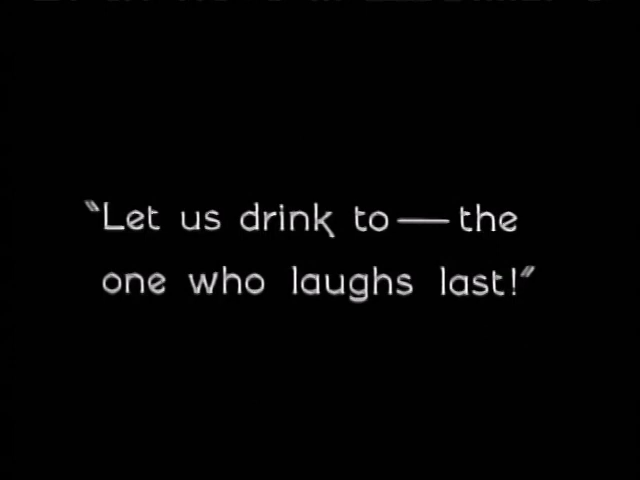 "Let us drink to—the
one who laughs last!"